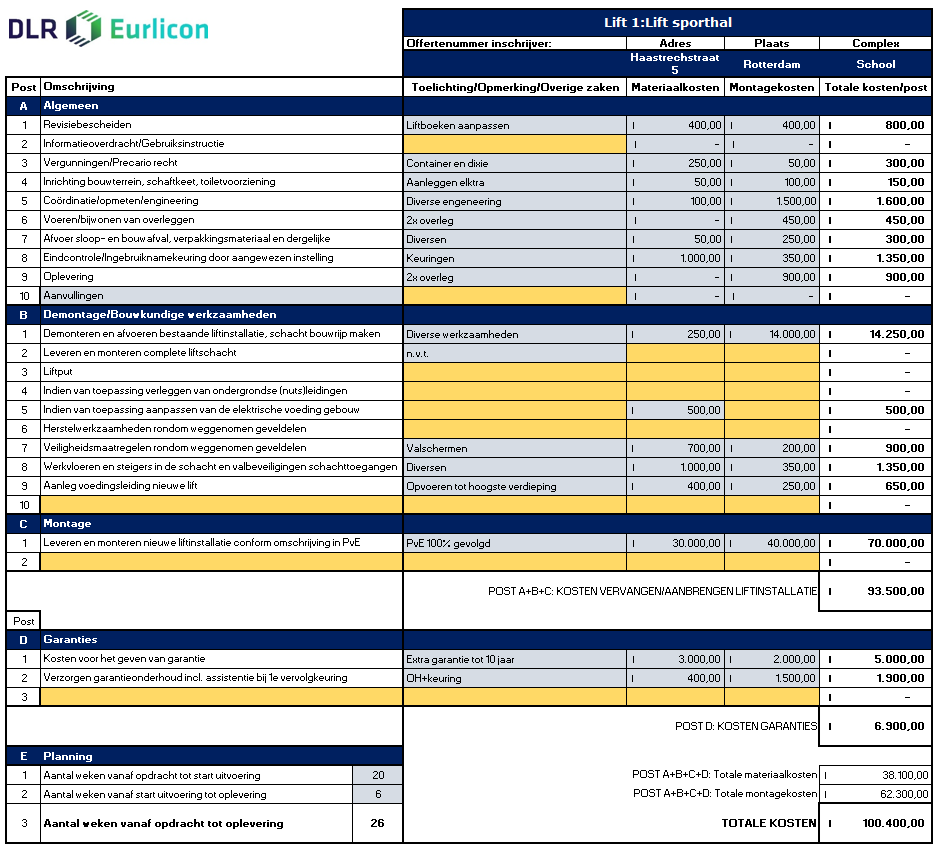 DLR Eurlicon
Lift 1:Lift sporthal
Offertenummer inschrijver: Adres Plaats Complex
Haastrechstraat 5 Rotterdam School
Post Omschrijving Toelichting/Opmerking/Overige zaken Materiaalkosten Montagekosten Totale kosten/post
A Algemeen
1 Revisiebescheiden Liftboeken aanpassen I 400,00 I 400,00 I 800,00
2 Informatieoverdracht/Gebruiksinstructie I - I - I -
3 Vergunningen/Precario recht Container en dixie I 250,00 I 50,00 I 300,00
4 Inrichting bouwterrein, schaftkeet, toiletvoorziening Aanleggen elktra I 50,00 I 100,00 I 150,00
5 Coördinatie/opmeten/engineering Diverse engeneering I 100,00 I 1.500,00 I 1.600,00
6 Voeren/bijwonen van overleggen 2x overleg I - I 450,00 I 450,00
7 Afvoer sloop- en bouwafval, verpakkingsmateriaal en dergelijke Diversen I 50,00 I 250,00 I 300,00
8 Eindcontrole/Ingebruiknamekeuring door aangewezen instelling Keuringen I 1.000,00 I 350,00 I 1.350,00
9 Oplevering 2x overleg I - I 900,00 I 900,00
10 Aanvullingen I - I - I -
B Demontage/Bouwkundige werkzaamheden
1 Demonteren en afvoeren bestaande liftinstallatie, schacht bouwrijp maken Diverse werkzaamheden I 250,00 I 14.000,00 I 14.250,00
2 Leveren en monteren complete liftschacht n.v.t. I -
3 Liftput I -
4 Indien van toepassing verleggen van ondergrondse (nuts)leidingen I -
5 Indien van toepassing aanpassen van de elektrische voeding gebouw I 500,00 I 500,00
6 Herstelwerkzaamheden rondom weggenomen geveldelen I -
7 Veiligheidsmaatregelen rondom weggenomen geveldelen Valschermen I 700,00 I 200,00 I 900,00
8 Werkvloeren en steigers in de schacht en valbeveiligingen schachttoegangen Diversen I 1.000,00 I 350,00 I 1.350,00
9 Aanleg voedingsleiding nieuwe lift Opvoeren tot hoogste verdieping I 400,00 I 250,00 I 650,00
10 I -
C Montage
1 Leveren en monteren nieuwe liftinstallatie conform omschrijving in PvE PvE 100% gevolgd I 30.000,00 I 40.000,00 I 70.000,00
2 I -
POST A+B+C: KOSTEN VERVANGEN/AANBRENGEN LIFTINSTALLATIE I 93.500,00
Post
D Garanties
1 Kosten voor het geven van garantie Extra garantie tot 10 jaar I 3.000,00 I 2.000,00 I 5.000,00
2 Verzorgen garantieonderhoud incl. assistentie bij 1e vervolgkeuring OH+keuring I 400,00 I 1.500,00 I 1.900,00
3 I -
POST D: KOSTEN GARANTIES I 6.900,00
E Planning
1 Aantal weken vanaf opdracht tot start uitvoering 20 POST A+B+C+D: Totale materiaalkosten I 38.100,00
2 Aantal weken vanaf start uitvoering tot oplevering 6 POST A+B+C+D: Totale montagekosten I 62.300,00
3 Aantal weken vanaf opdracht tot oplevering 26 TOTALE KOSTEN I 100.400,00